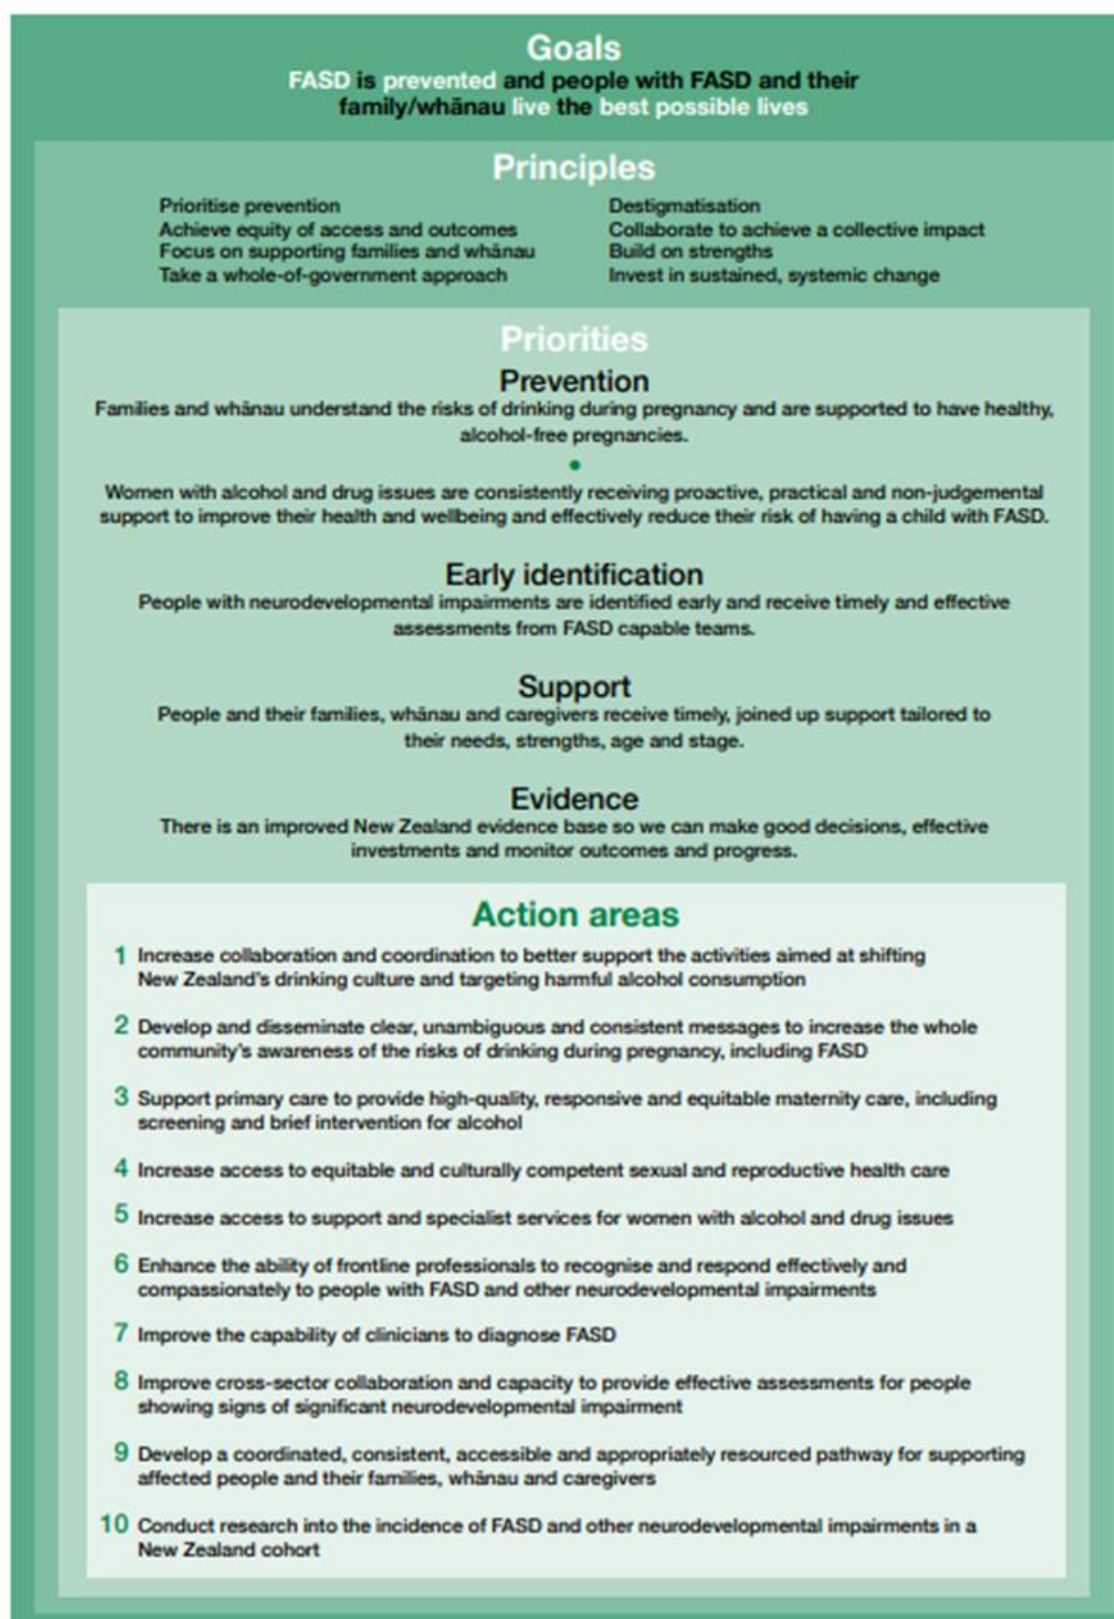 Goals
FASD is prevented and people with FASD and their
family/whānau live the best possible lives
Principles
Prioritise prevention
Achieve equity of access and outcomes
Focus on supporting families and whānau
Take a whole-of-government approach
Destigmatisation
Collaborate to achieve a collective impact
Build on strengths
Invest in sustained, systemic change
Priorities
Prevention
Families and whānau understand the risks of drinking during pregnancy and are supported to have healthy,
alcohol-free pregnancies.
•
Women with alcohol and drug issues are consistently receiving proactive, practical and non-judgemental
support to improve their health and wellbeing and effectively reduce their risk of having a child with FASD.
Early identification
People with neurodevelopmental impairments are identified early and receive timely and effective
assessments from FASD capable teams.
Support
People and their families, whānau and caregivers receive timely, joined up support tailored to
their needs, strengths, age and stage.
Evidence
There is an improved New Zealand evidence base so we can make good decisions, effective
investments and monitor outcomes and progress.
Action areas
1 Increase collaboration and coordination to better support the activities aimed at shifting
New Zealand's drinking culture and targeting harmful alcohol consumption
2 Develop and disseminate clear, unambiguous and consistent messages to increase the whole
community's awareness of the risks of drinking during pregnancy, including FASD
3 Support primary care to provide high-quality, responsive and equitable maternity care, including
screening and brief intervention for alcohol
4 Increase access to equitable and culturally competent sexual and reproductive health care
5 Increase access to support and specialist services for women with alcohol and drug issues
6 Enhance the ability of frontline professionals to recognise and respond effectively and
compassionately to people with FASD and other neurodevelopmental impairments
7 Improve the capability of clinicians to diagnose FASD
8 Improve cross-sector collaboration and capacity to provide effective assessments for people
showing signs of significant neurodevelopmental impairment
9 Develop a coordinated, consistent, accessible and appropriately resourced pathway for supporting
affected people and their families, whānau and caregivers
10 Conduct research into the incidence of FASD and other neurodevelopmental impairments in a
New Zealand cohort